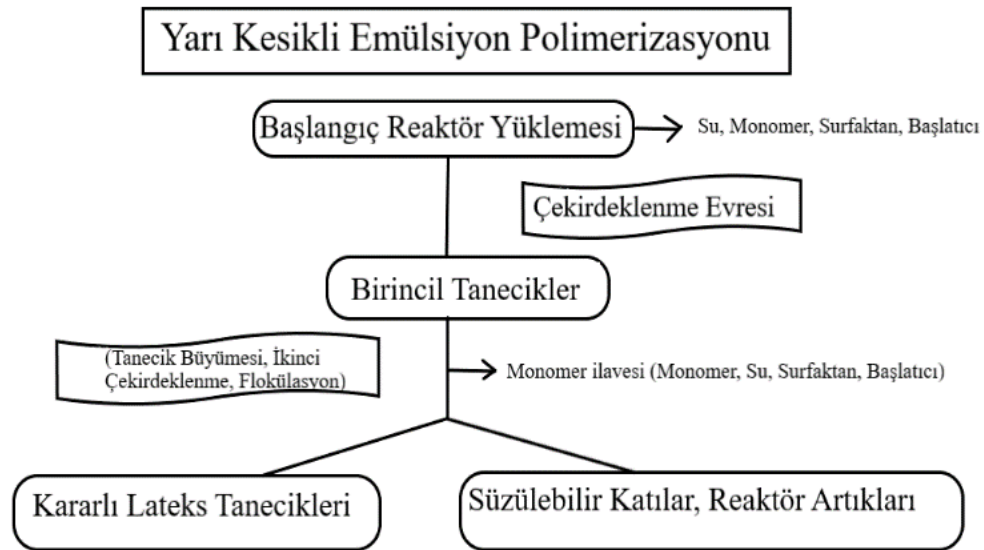 Yarı Kesikli Emülsiyon Polimerizasyonu
Başlangıç Reaktör Yüklemesi
Su, Monomer, Surfaktan, Başlatıcı
Çekirdeklenme Evresi
Birincil Tanecikler
(Tanecik Büyümesi, İkinci
Çekirdeklenme, Flokülasyon)
Monomer ilavesi (Monomer, Su, Surfaktan, Başlatıcı)
Kararlı Lateks Tanecikleri
Süzülebilir Katılar, Reaktör Artıkları